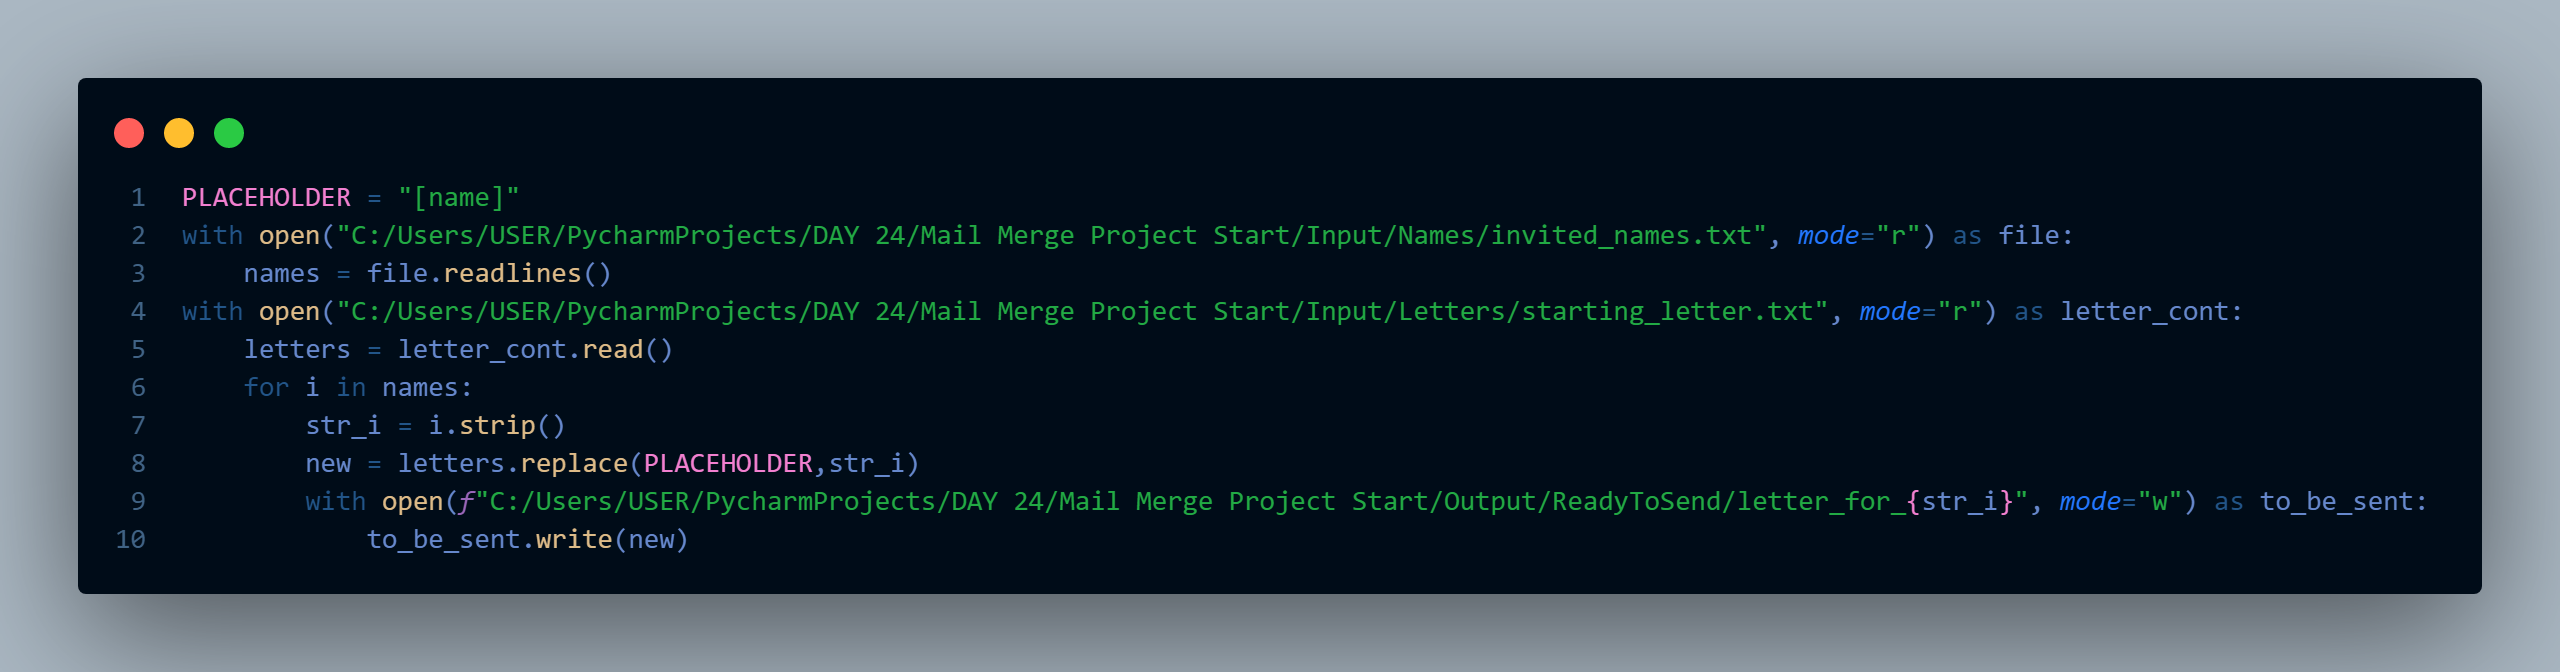 1 PLACEHOLDER = "[name]"
2 with open("C:/Users/USER/PycharmProjects/DAY 24/Mail Merge Project Start/Input/Names/invited_names.txt", mode="r") as file:
3     names = file.readlines()
4 with open("C:/Users/USER/PycharmProjects/DAY 24/Mail Merge Project Start/Input/Letters/starting_letter.txt", mode="r") as letter_cont:
5     letters = letter_cont.read()
6     for i in names:
7         str_i = i.strip()
8         new = letters.replace(PLACEHOLDER,str_i)
9         with open(f"C:/Users/USER/PycharmProjects/DAY 24/Mail Merge Project Start/Output/ReadyToSend/letter_for_{str_i}", mode="w") as to_be_sent:
10             to_be_sent.write(new)